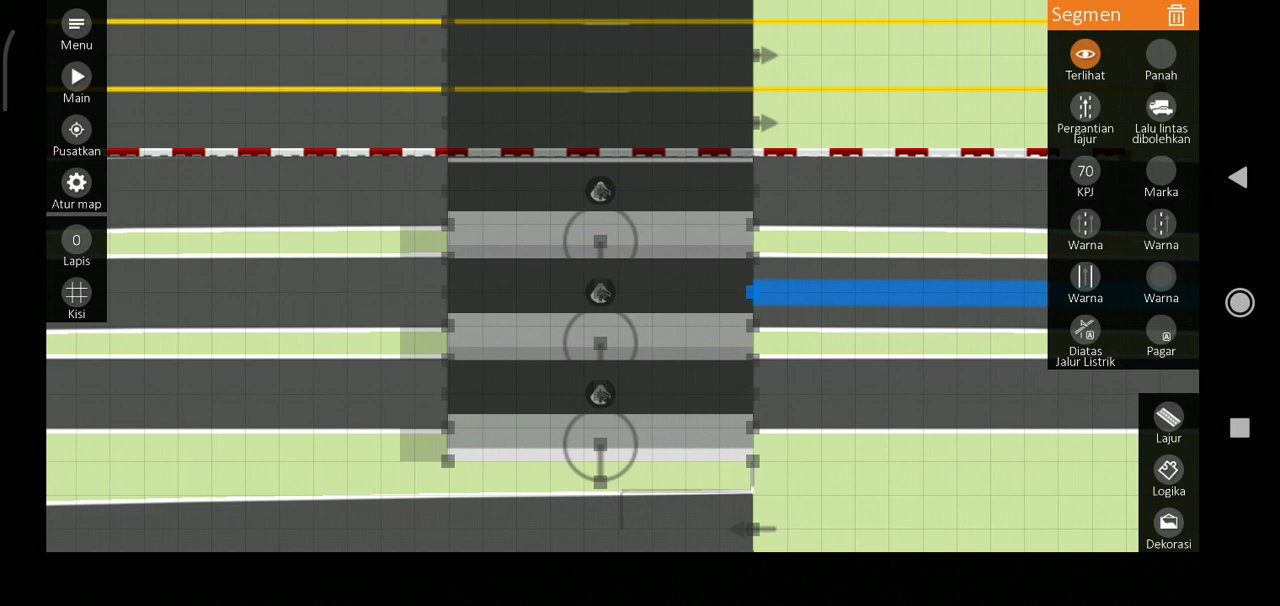 Menu
Main
Pusatkan
Atur map
0
Lapis
Kisi
Segmen
Terlihat
Panah
Pergantian
lajur
Lalu lintas
dibolehkan
70
KPJ
Marka
Warna
Warna
Warna
Warna
A
Diatas
Jalur Listrik
A
Pagar
Lajur
Logika
Dekorasi